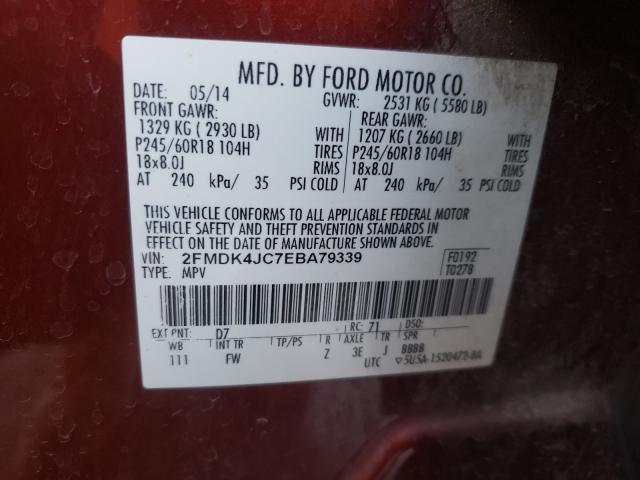 MFD. BY FORD MOTOR CO.
DATE: 05/14 GVWR: 2531 KG ( 5580 LB)
FRONT GAWR: REAR GAWR:
1329 KG ( 2930 LB) WITH 1207 KG ( 2660 LB) WITH
P245/60R18 104H TIRES P245/60R18 104H TIRES
18x8.0J RIMS 18x8.0J RIMS
AT 240 kPa/ 35 PSI COLD AT 240 kPa/ 35 PSI COLD
THIS VEHICLE CONFORMS TO ALL APPLICABLE FEDERAL MOTOR
VEHICLE SAFETY AND THEFT PREVENTION STANDARDS IN
EFFECT ON THE DATE OF MANUFACTURE SHOWN ABOVE.
VIN: 2FMDK4JC7EBA79339 F0192
TYPE: MPV T0278
EXT PNT: D7 RC: 71 DSO:
WB INT TR TP/PS R AXLE TR SPR
111 FW Z 3E J 8888
UTC 5U5A-1520472-BA